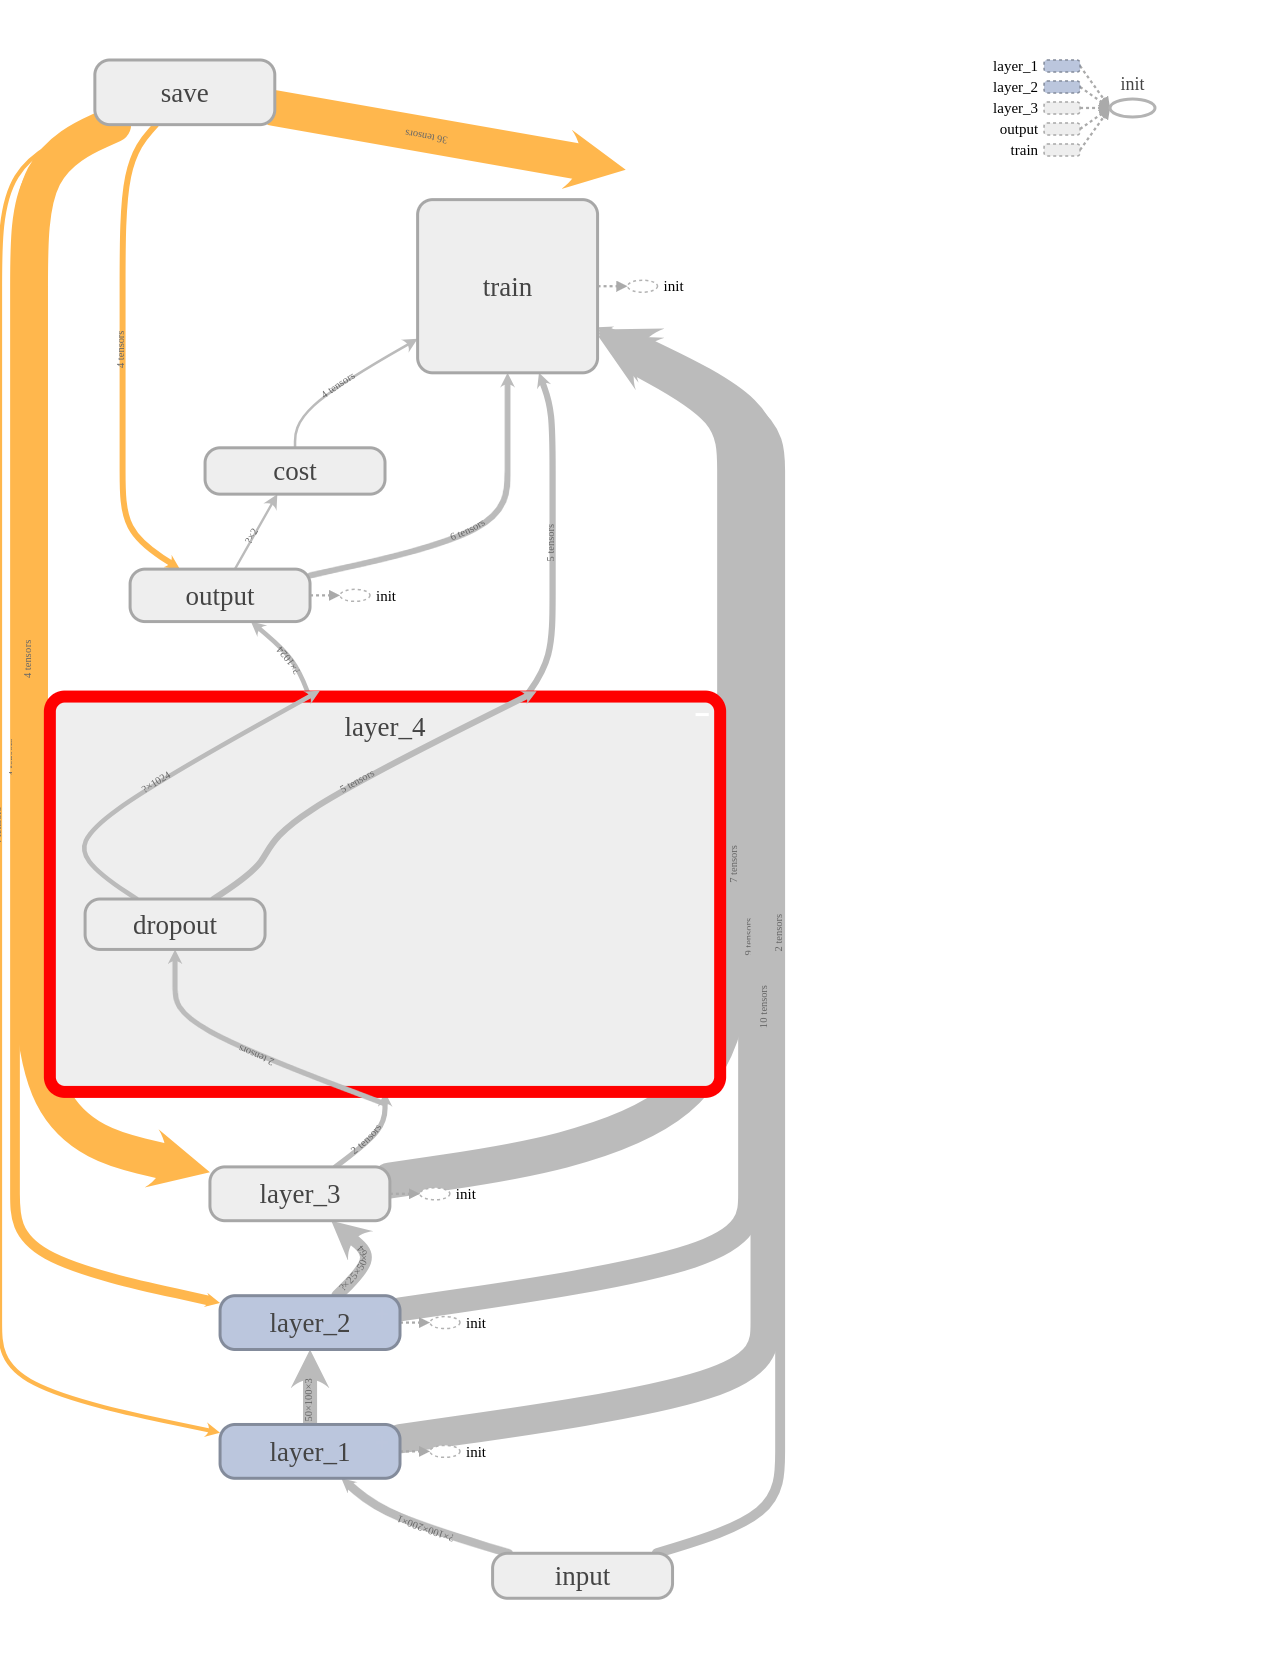 save
36 tensors
layer_1
layer_2
layer_3
output
train
init
train
init
4 tensors
4 tensors
cost
?×2
6 tensors
5 tensors
output
init
4 tensors
?×1024
layer_4
?×1024
5 tensors
7 tensors
dropout
9 tensors
2 tensors
10 tensors
2 tensors
2 tensors
layer_3
init
?×25×50×64
layer_2
init
50×100×3
layer_1
init
?×100×200×1
input